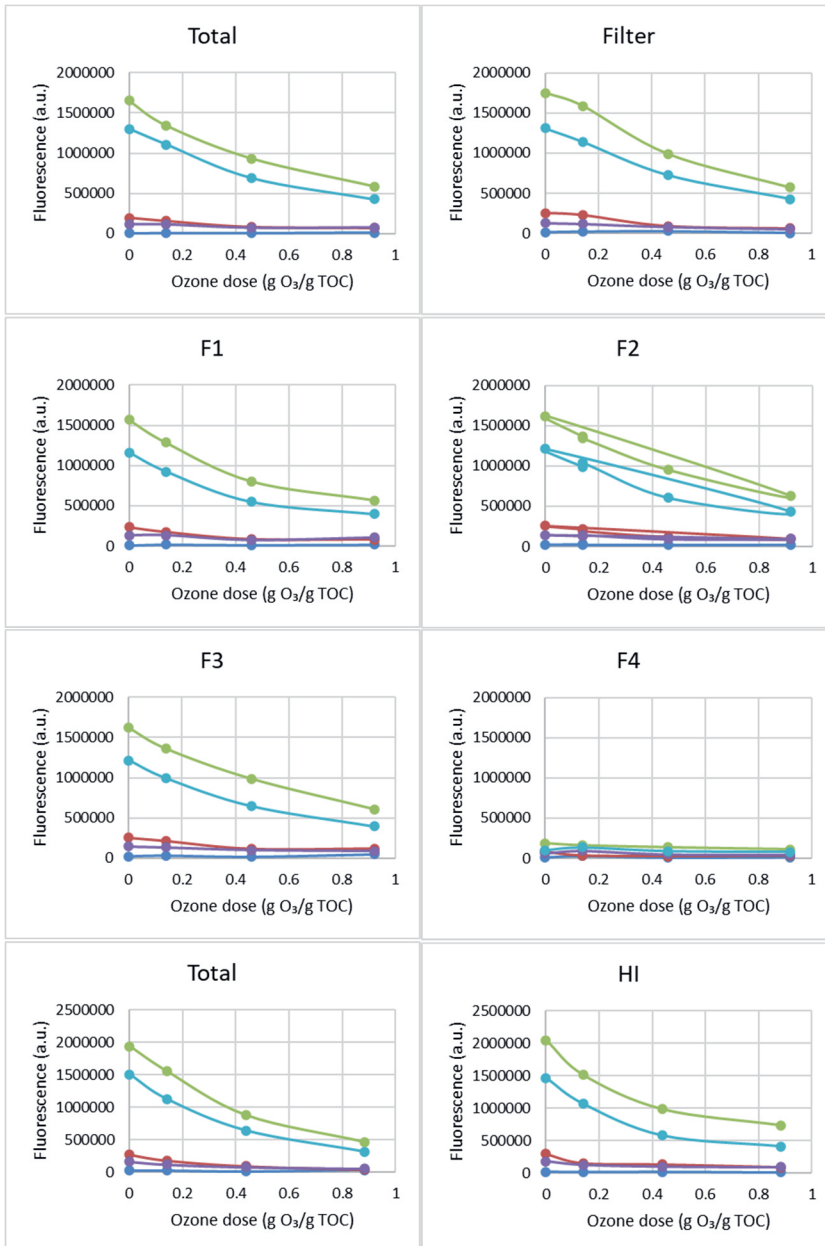 Total
Fluorescence (a.u.)
2000000
1500000
1000000
500000
0
0 0.2 0.4 0.6 0.8 1
Ozone dose (g O₃/g TOC)
Filter
Fluorescence (a.u.)
2000000
1500000
1000000
500000
0
0 0.2 0.4 0.6 0.8 1
Ozone dose (g O₃/g TOC)
F1
Fluorescence (a.u.)
2000000
1500000
1000000
500000
0
0 0.2 0.4 0.6 0.8 1
Ozone dose (g O₃/g TOC)
F2
Fluorescence (a.u.)
2000000
1500000
1000000
500000
0
0 0.2 0.4 0.6 0.8 1
Ozone dose (g O₃/g TOC)
F3
Fluorescence (a.u.)
2000000
1500000
1000000
500000
0
0 0.2 0.4 0.6 0.8 1
Ozone dose (g O₃/g TOC)
F4
Fluorescence (a.u.)
2000000
1500000
1000000
500000
0
0 0.2 0.4 0.6 0.8 1
Ozone dose (g O₃/g TOC)
Total
Fluorescence (a.u.)
2500000
2000000
1500000
1000000
500000
0
0 0.2 0.4 0.6 0.8 1
Ozone dose (g O₃/g TOC)
HI
Fluorescence (a.u.)
2500000
2000000
1500000
1000000
500000
0
0 0.2 0.4 0.6 0.8 1
Ozone dose (g O₃/g TOC)